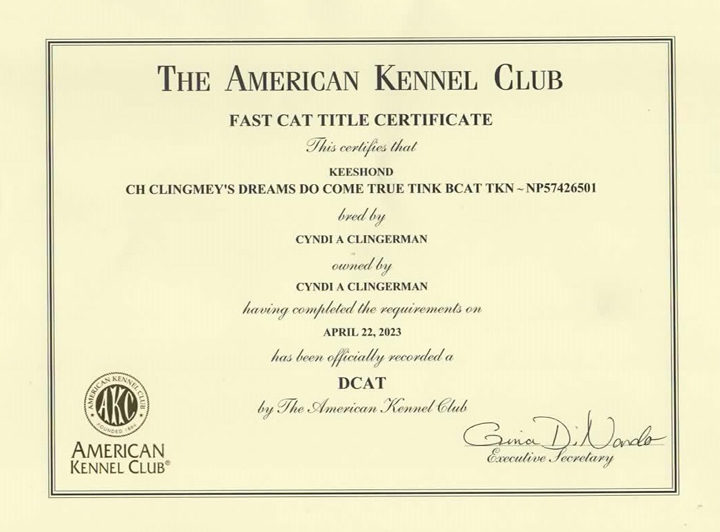 THE AMERICAN KENNEL CLUB
FAST CAT TITLE CERTIFICATE
This certifies that
KEESHOND
CH CLINGMEY'S DREAMS DO COME TRUE TINK BCAT TKN ~ NP57426501
bred by
CYNDI A CLINGERMAN
owned by
CYNDI A CLINGERMAN
having completed the requirements on
APRIL 22, 2023
has been officially recorded a
DCAT
by The American Kennel Club
AMERICAN KENNEL CLUB
AKC
FOUNDED 1884
AMERICAN
KENNEL CLUB®
Gina DiNardo
Executive Secretary